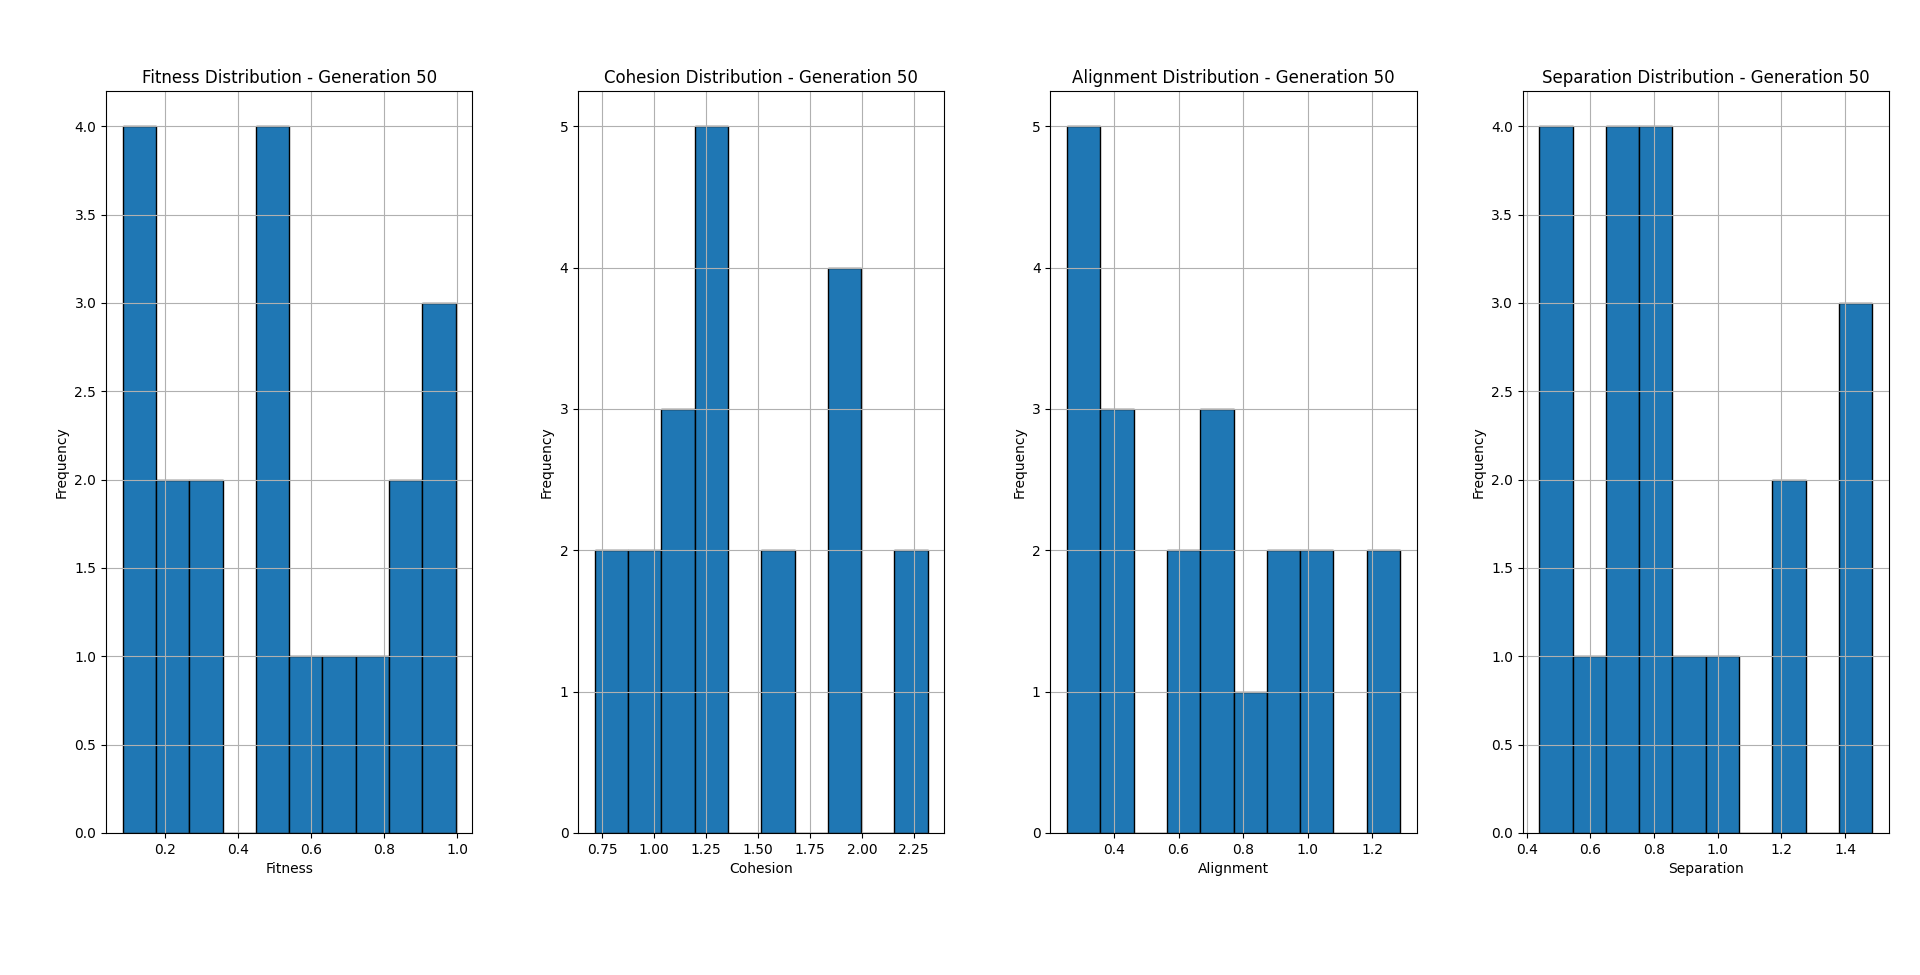 Fitness Distribution - Generation 50
4.0
3.5
3.0
2.5
2.0
1.5
1.0
0.5
0.0
Frequency
0.2 0.4 0.6 0.8 1.0
Fitness
Cohesion Distribution - Generation 50
5
4
3
2
1
0
Frequency
0.75 1.00 1.25 1.50 1.75 2.00 2.25
Cohesion
Alignment Distribution - Generation 50
5
4
3
2
1
0
Frequency
0.4 0.6 0.8 1.0 1.2
Alignment
Separation Distribution - Generation 50
4.0
3.5
3.0
2.5
2.0
1.5
1.0
0.5
0.0
Frequency
0.4 0.6 0.8 1.0 1.2 1.4
Separation